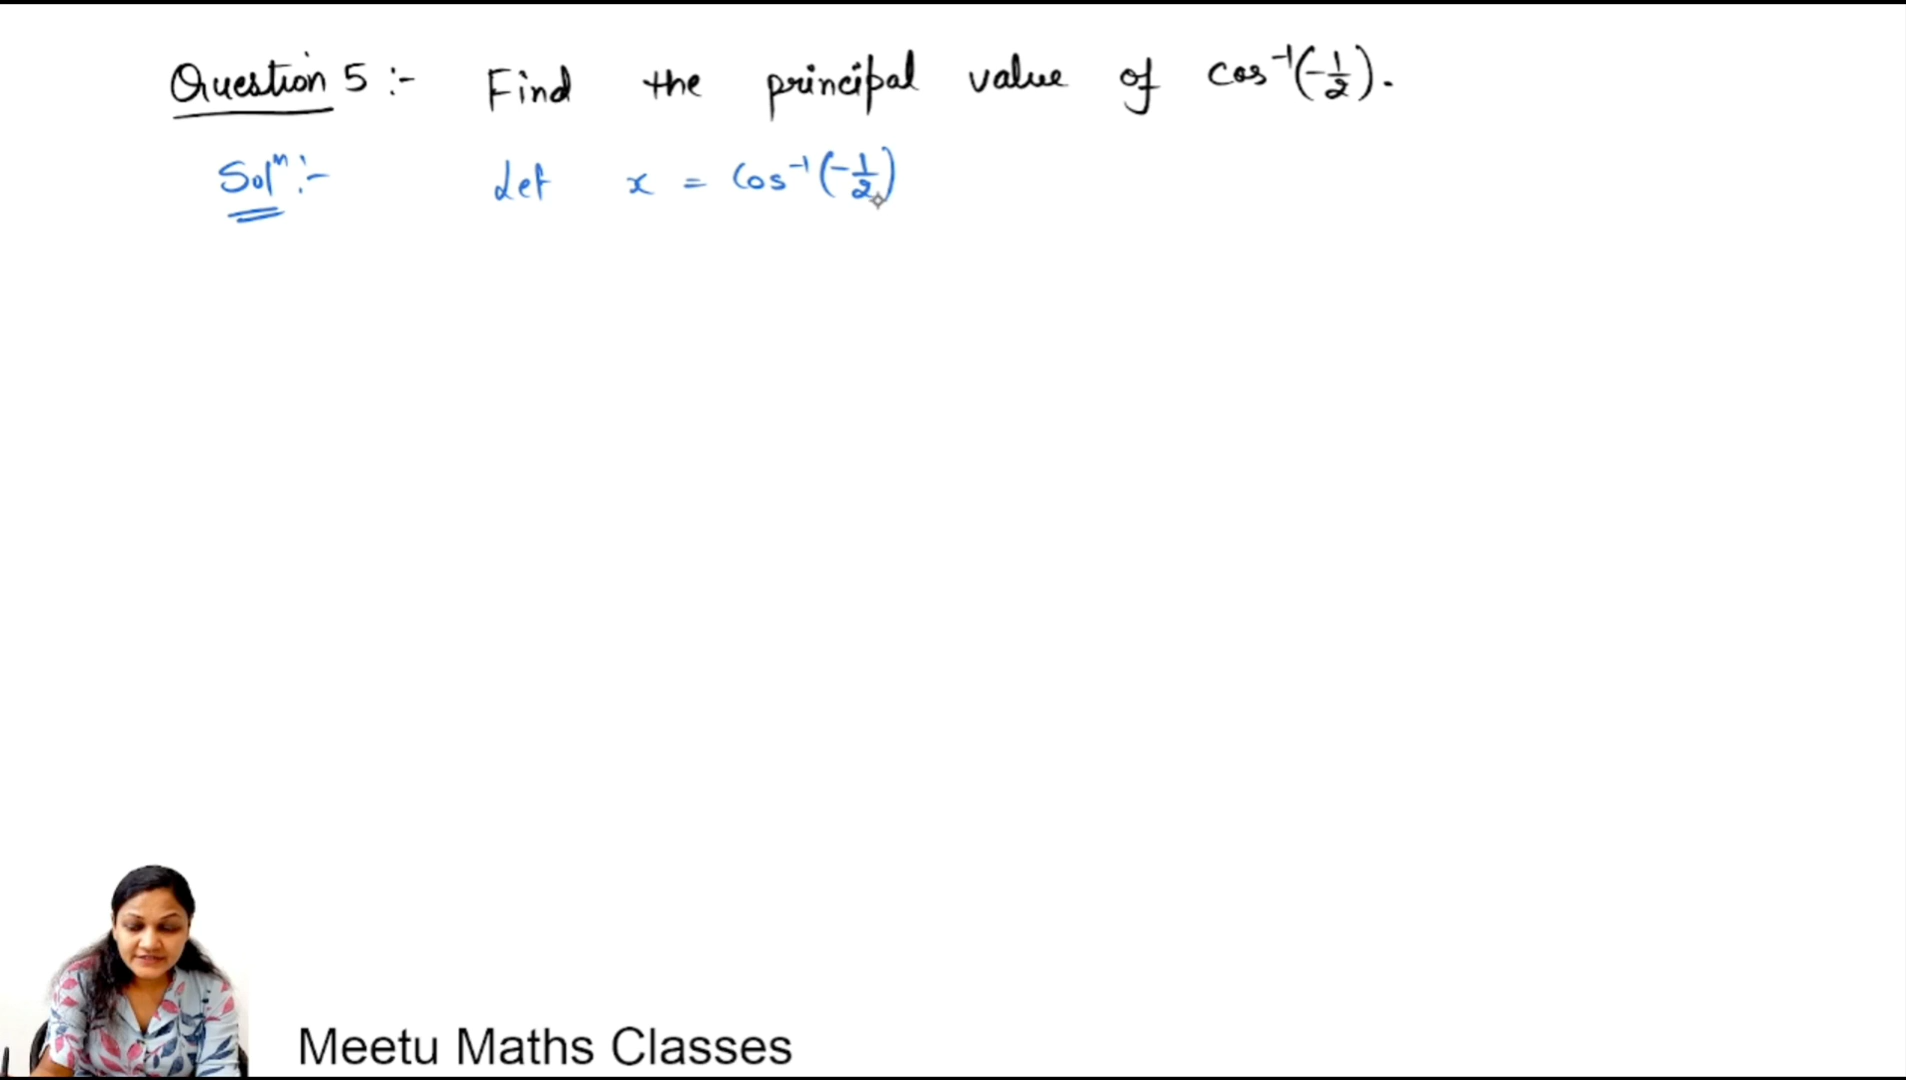 Question 5 :- Find the principal value of cos⁻¹(-1/2).
Solⁿ :- Let x = Cos⁻¹(-1/2)
Meetu Maths Classes